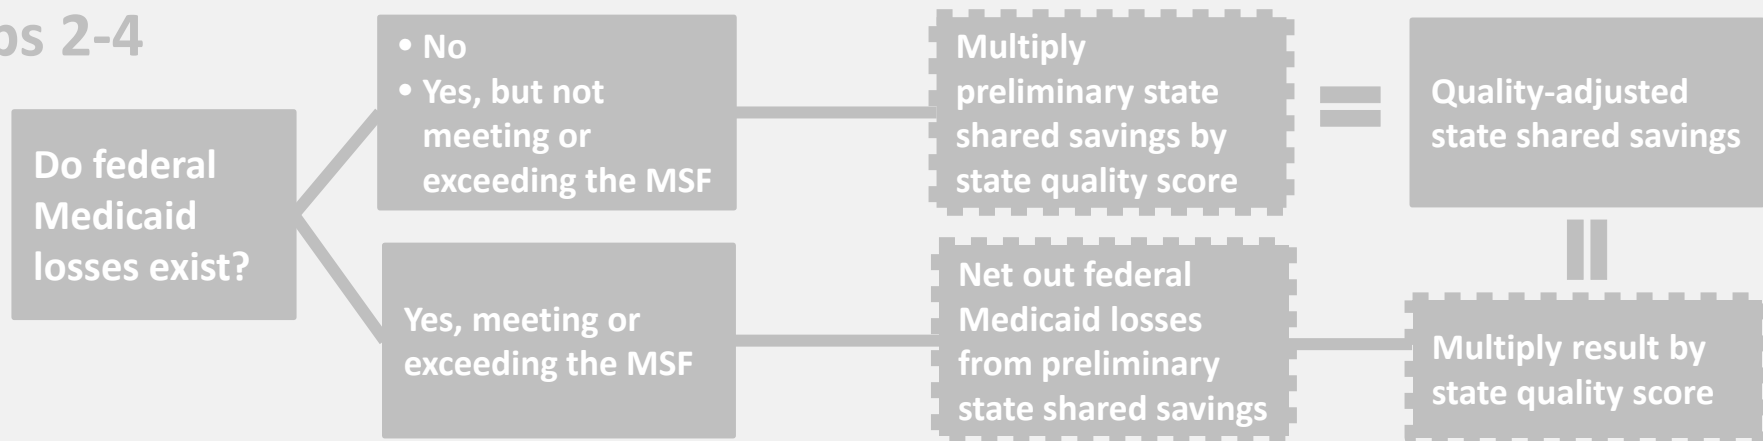 2-4
Do federal
Medicaid
losses exist?
• No
• Yes, but not
meeting or
exceeding the MSF
Multiply
preliminary state
shared savings by
state quality score
=
Quality-adjusted
state shared savings
Yes, meeting or
exceeding the MSF
Net out federal
Medicaid losses
from preliminary
state shared savings
Multiply result by
state quality score